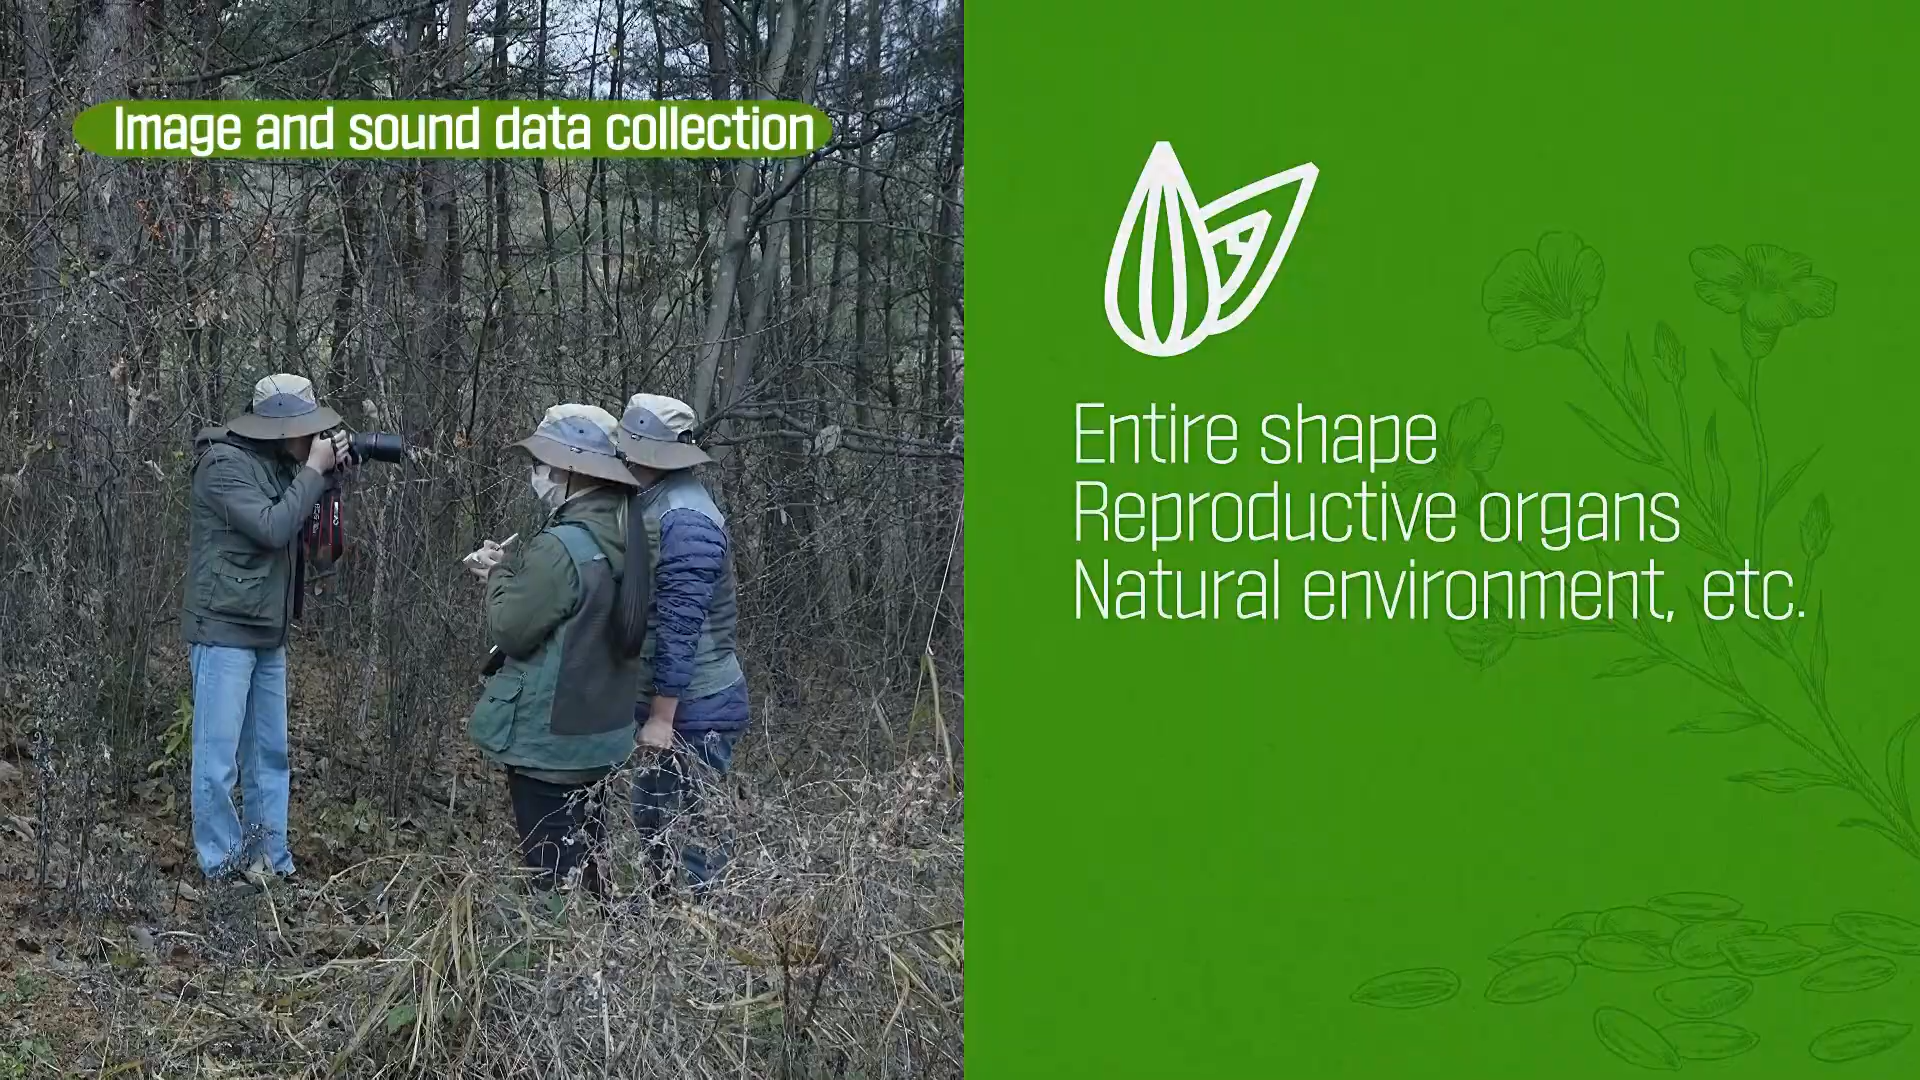 Image and sound data collection
Entire shape
Reproductive organs
Natural environment, etc.